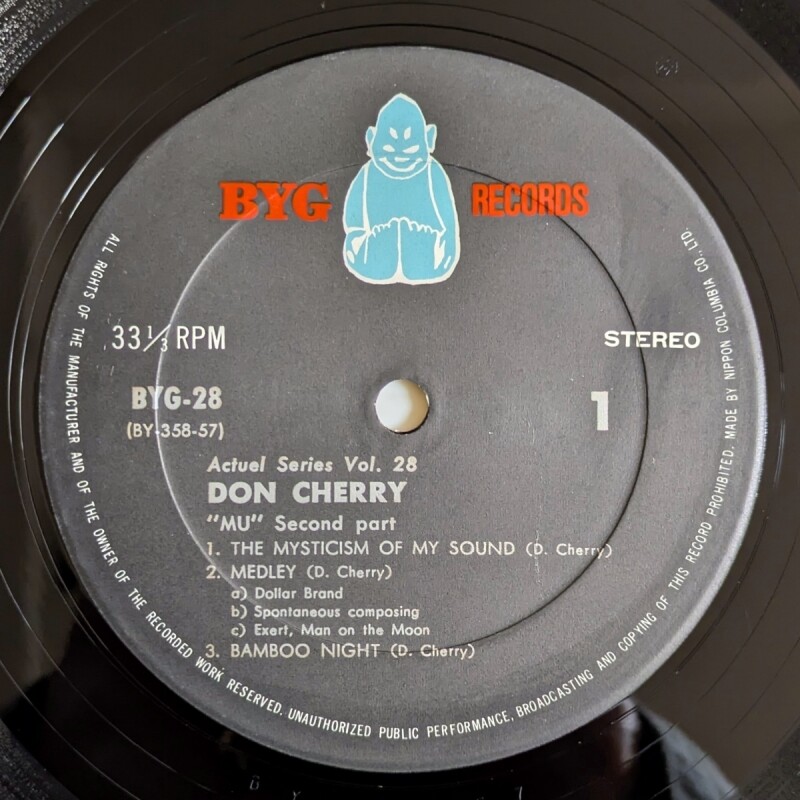 BYG RECORDS
33⅓ RPM
STEREO
BYG-28
1
(BY-358-57)
Actuel Series Vol. 28
DON CHERRY
"MU" Second part
1. THE MYSTICISM OF MY SOUND (D. Cherry)
2. MEDLEY (D. Cherry)
a) Dollar Brand
b) Spontaneous composing
c) Exert, Man on the Moon
3. BAMBOO NIGHT (D. Cherry)
ALL RIGHTS OF THE MANUFACTURER AND OF THE OWNER OF THE RECORDED WORK RESERVED. UNAUTHORIZED PUBLIC PERFORMANCE, BROADCASTING AND COPYING OF THIS RECORD PROHIBITED. MADE BY NIPPON COLUMBIA CO., LTD.